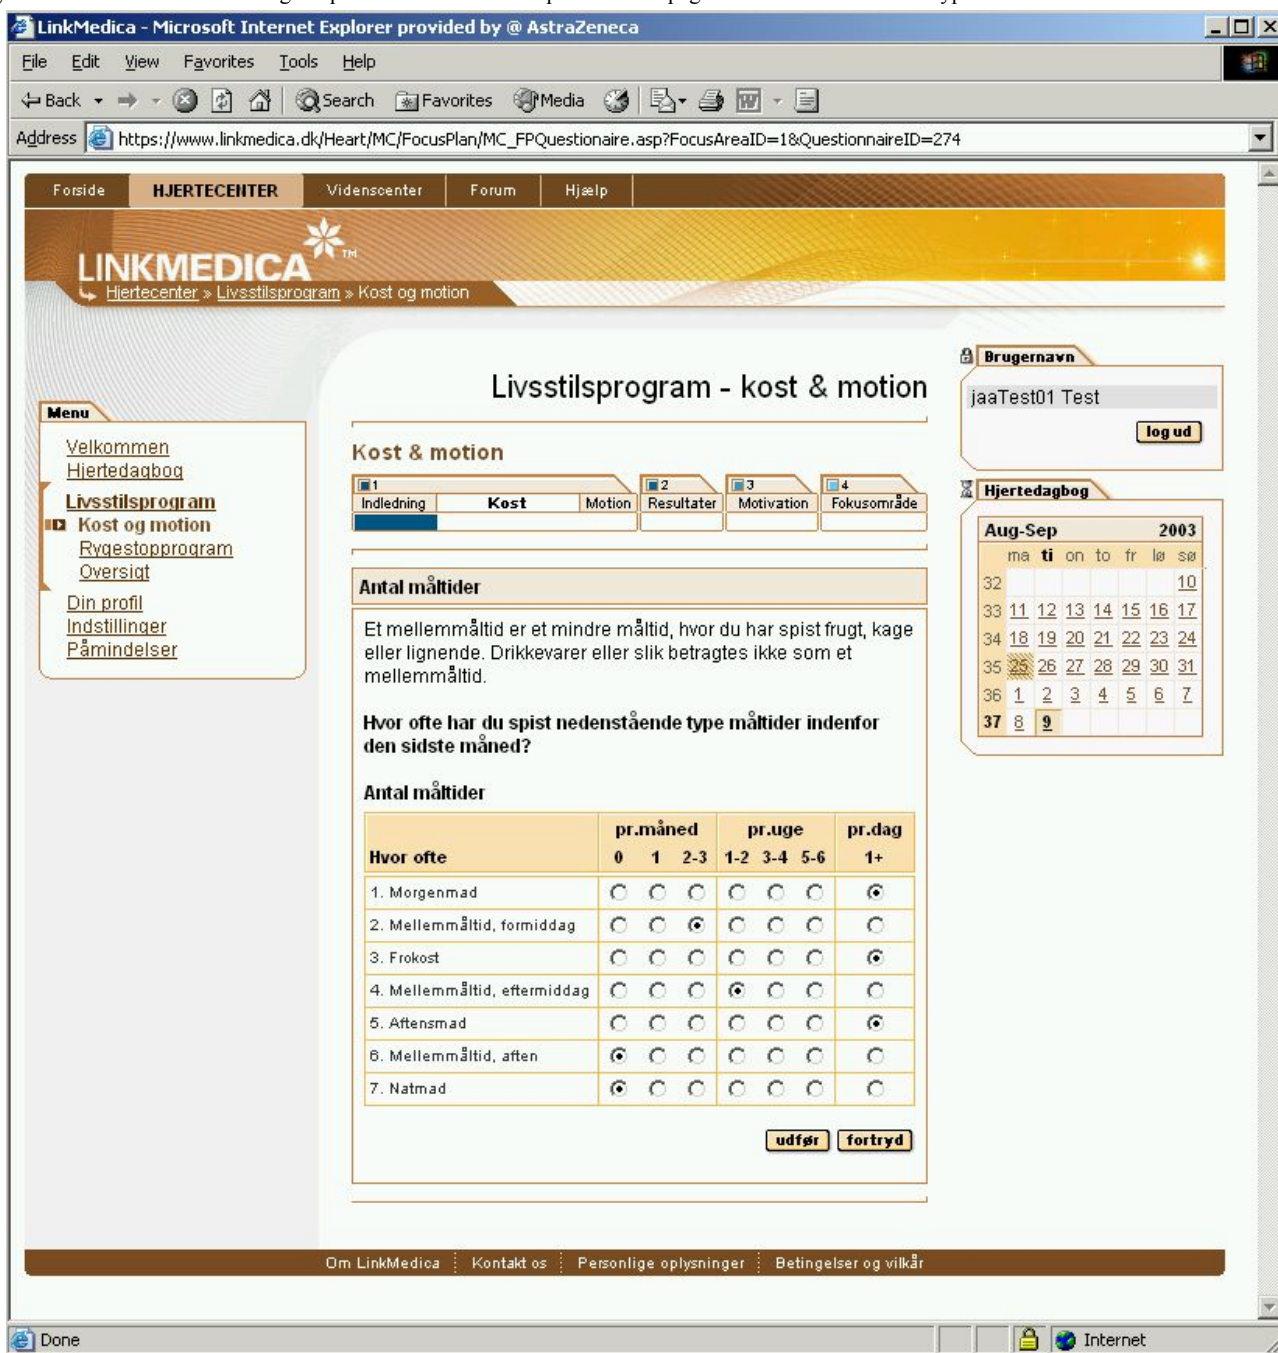 LinkMedica - Microsoft Internet Explorer provided by @ AstraZeneca
File Edit View Favorites Tools Help
Back Search Favorites Media
Address https://www.linkmedica.dk/Heart/MC/FocusPlan/MC_FPQuestionaire.asp?FocusAreaID=1&QuestionnaireID=274
Forside HJERTECENTER Videnscenter Forum Hjælp
LINKMEDICA TM
Hjertecenter » Livsstilsprogram » Kost og motion
Menu
Velkommen
Hjertedagbog
Livsstilsprogram
Kost og motion
Rygestopprogram
Oversigt
Din profil
Indstillinger
Påmindelser
Livsstilsprogram - kost & motion
Kost & motion
1 2 3 4
Indledning Kost Motion Resultater Motivation Fokusområde
Antal måltider
Et mellemmåltid er et mindre måltid, hvor du har spist frugt, kage
eller lignende. Drikkevarer eller slik betragtes ikke som et
mellemmåltid.
Hvor ofte har du spist nedenstående type måltider indenfor
den sidste måned?
Antal måltider
pr.måned pr.uge pr.dag
Hvor ofte 0 1 2-3 1-2 3-4 5-6 1+
1. Morgenmad
2. Mellemmåltid, formiddag
3. Frokost
4. Mellemmåltid, eftermiddag
5. Aftensmad
6. Mellemmåltid, aften
7. Natmad
udfør fortryd
Brugernavn
jaaTest01 Test
log ud
Hjertedagbog
Aug-Sep 2003
ma ti on to fr lø sø
32 10
33 11 12 13 14 15 16 17
34 18 19 20 21 22 23 24
35 25 26 27 28 29 30 31
36 1 2 3 4 5 6 7
37 8 9
Om LinkMedica Kontakt os Personlige oplysninger Betingelser og vilkår
Done Internet